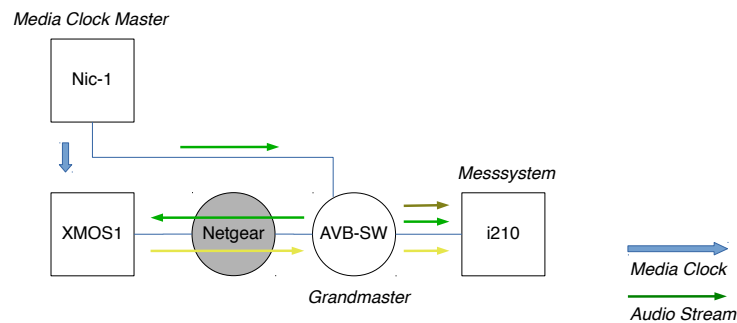 Media Clock Master
Nic-1
Messsystem
XMOS1
Netgear
AVB-SW
i210
Grandmaster
Media Clock
Audio Stream